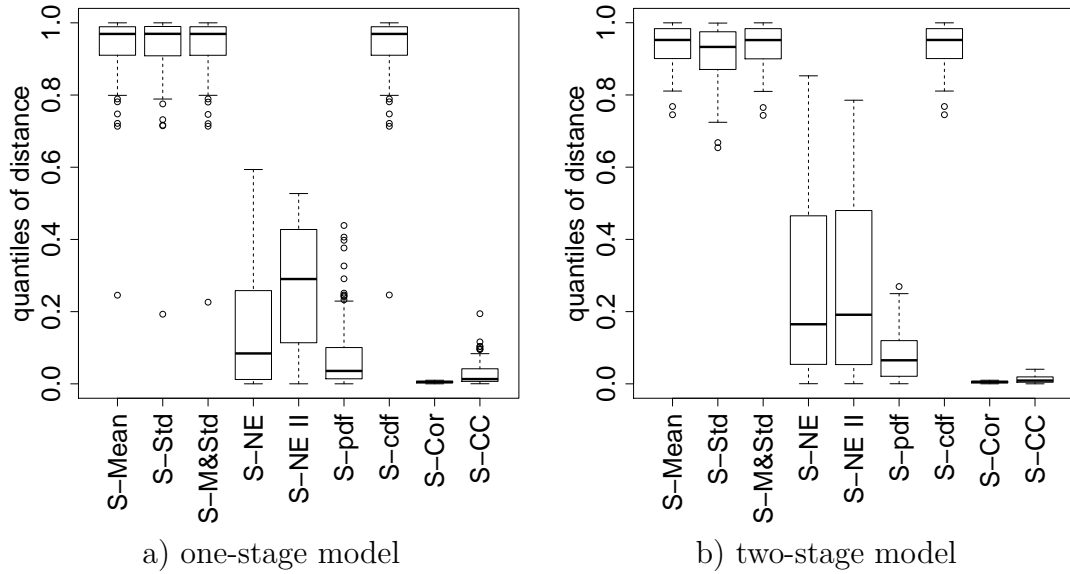 quantiles of distance
1.0
0.8
0.6
0.4
0.2
0.0
S−Mean
S−Std
S−M&Std
S−NE
S−NE II
S−pdf
S−cdf
S−Cor
S−CC
a) one-stage model
quantiles of distance
1.0
0.8
0.6
0.4
0.2
0.0
S−Mean
S−Std
S−M&Std
S−NE
S−NE II
S−pdf
S−cdf
S−Cor
S−CC
b) two-stage model